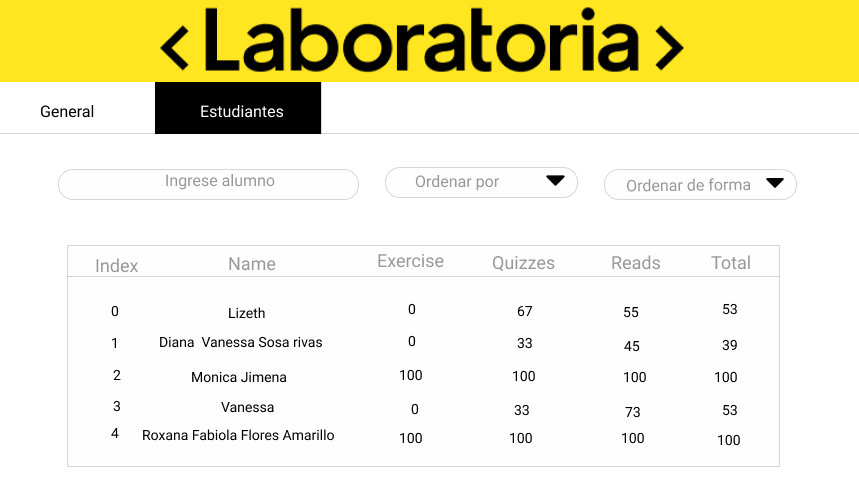 <Laboratoria>
General Estudiantes
Ingrese alumno Ordenar por Ordenar de forma
Index Name Exercise Quizzes Reads Total
0 Lizeth 0 67 55 53
1 Diana Vanessa Sosa rivas 0 33 45 39
2 Monica Jimena 100 100 100 100
3 Vanessa 0 33 73 53
4 Roxana Fabiola Flores Amarillo 100 100 100 100